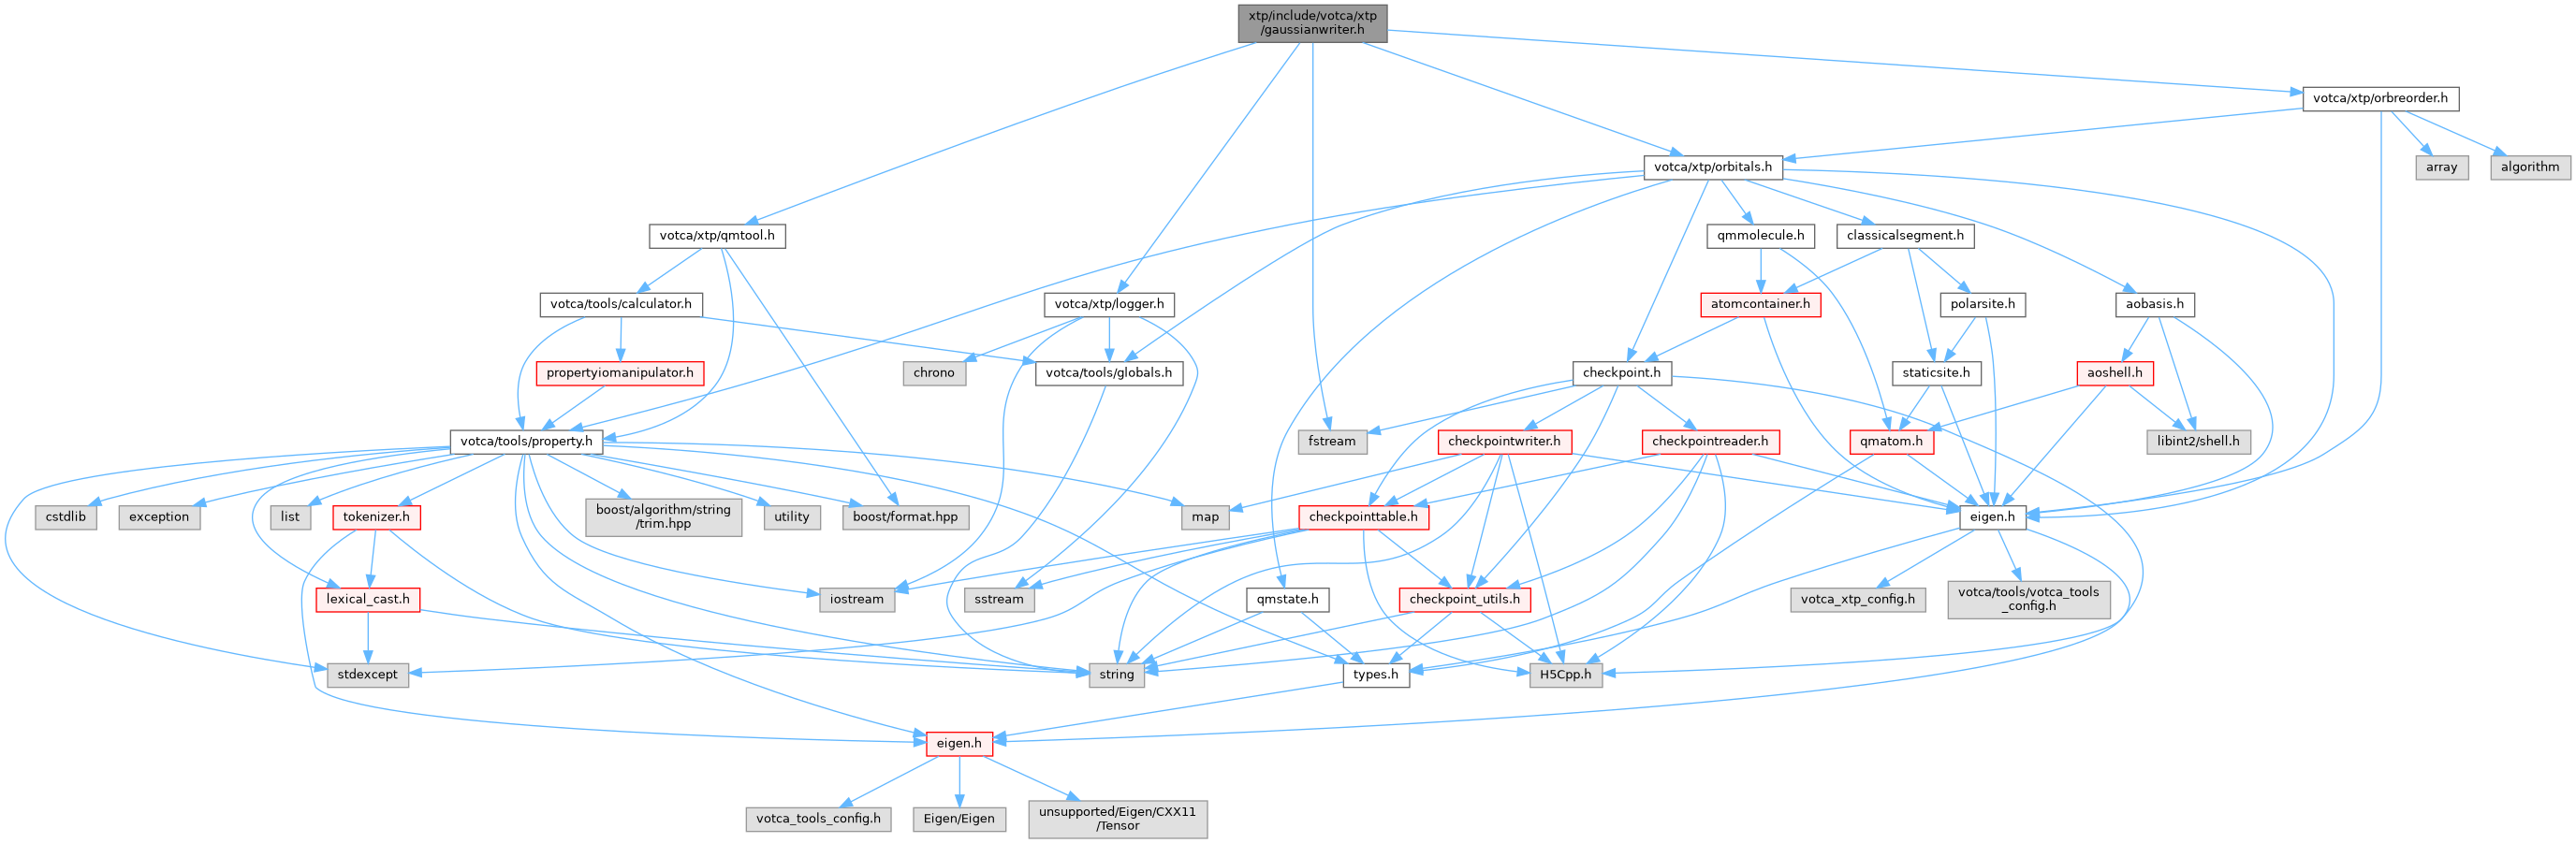 xtp/include/votca/xtp
/gaussianwriter.h
votca/xtp/orbreorder.h
votca/xtp/orbitals.h
array
algorithm
votca/xtp/qmtool.h
qmmolecule.h
classicalsegment.h
votca/tools/calculator.h
votca/xtp/logger.h
atomcontainer.h
polarsite.h
aobasis.h
propertyiomanipulator.h
chrono
votca/tools/globals.h
checkpoint.h
staticsite.h
aoshell.h
votca/tools/property.h
fstream
checkpointwriter.h
checkpointreader.h
qmatom.h
libint2/shell.h
cstdlib
exception
list
tokenizer.h
boost/algorithm/string
/trim.hpp
utility
boost/format.hpp
map
checkpointtable.h
eigen.h
lexical_cast.h
iostream
sstream
qmstate.h
checkpoint_utils.h
votca_xtp_config.h
votca/tools/votca_tools
_config.h
stdexcept
string
types.h
H5Cpp.h
eigen.h
votca_tools_config.h
Eigen/Eigen
unsupported/Eigen/CXX11
/Tensor